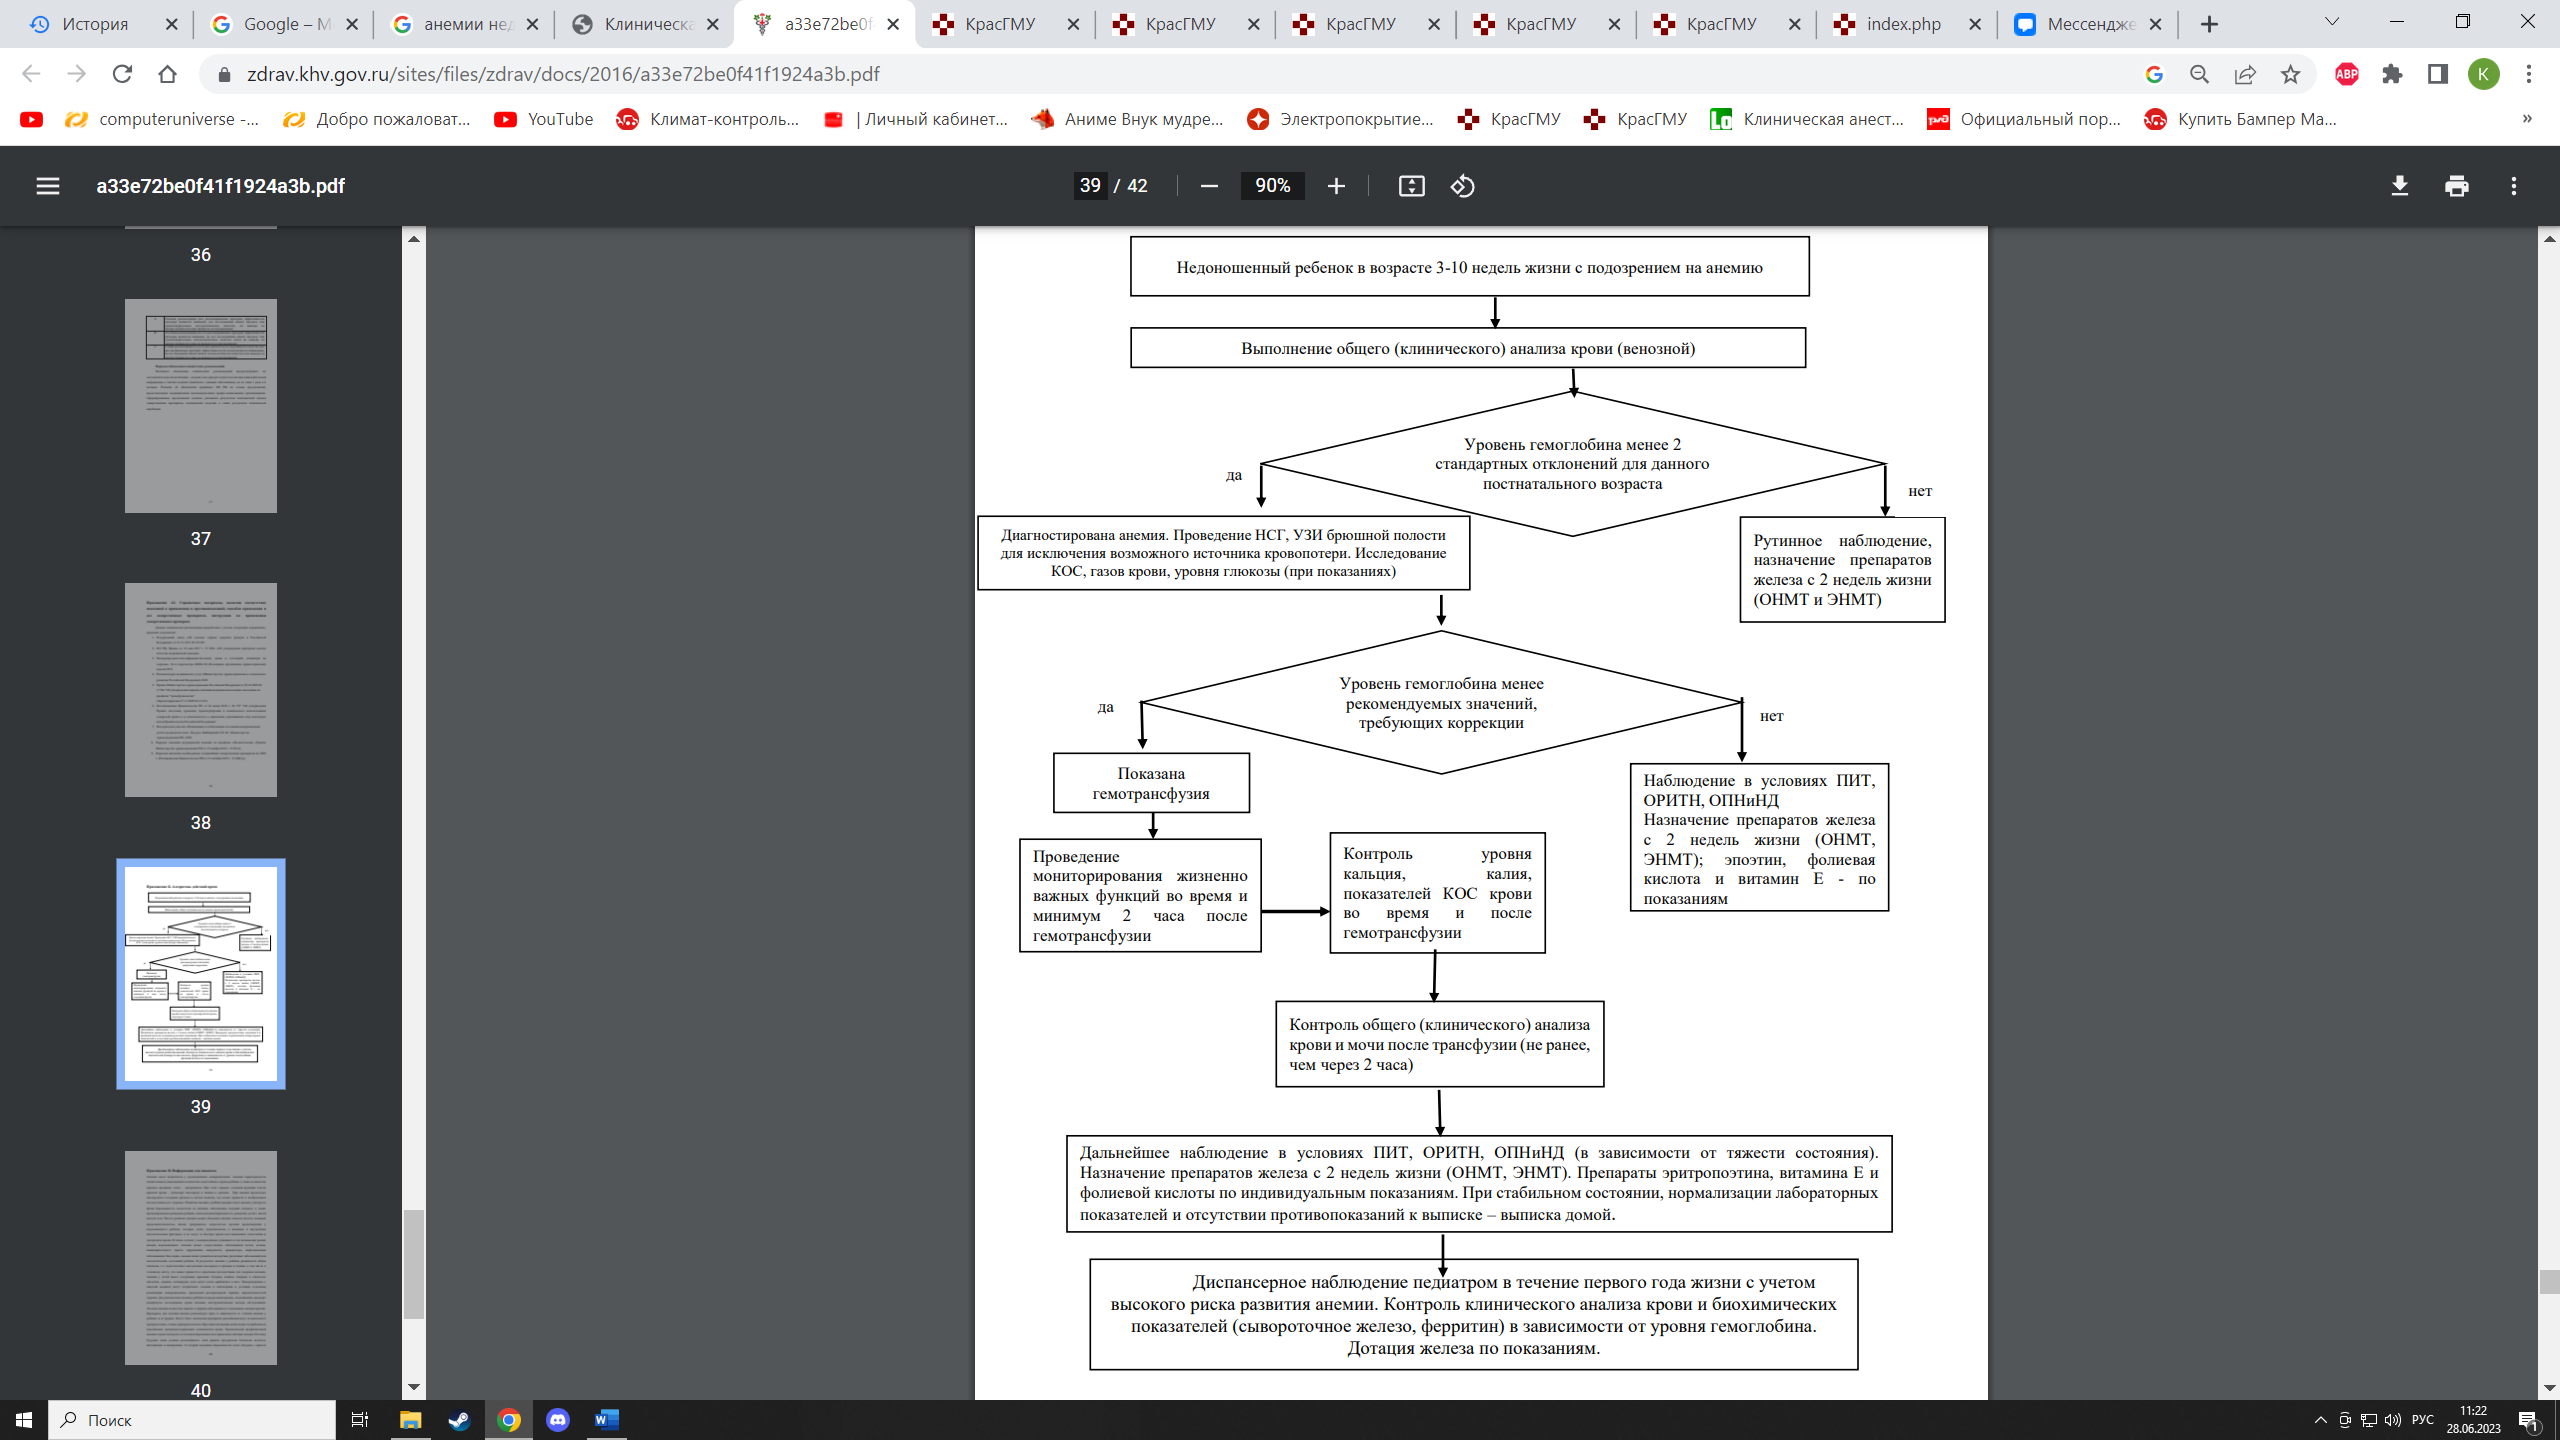 История
Google – М
анемии нед
Клиническа
a33e72be0f
КрасГМУ
КрасГМУ
КрасГМУ
КрасГМУ
КрасГМУ
index.php
Мессендже
zdrav.khv.gov.ru/sites/files/zdrav/docs/2016/a33e72be0f41f1924a3b.pdf
ABP
K
computeruniverse -...
Добро пожаловат...
YouTube
Климат-контроль...
| Личный кабинет...
Аниме Внук мудре...
Электропокрытие...
КрасГМУ
КрасГМУ
Клиническая анест...
Официальный пор...
Купить Бампер Ма...
»
a33e72be0f41f1924a3b.pdf
39 / 42
90%
36
37
38
39
40
Недоношенный ребенок в возрасте 3-10 недель жизни с подозрением на анемию
Выполнение общего (клинического) анализа крови (венозной)
Уровень гемоглобина менее 2
стандартных отклонений для данного
постнатального возраста
да
нет
Диагностирована анемия. Проведение НСГ, УЗИ брюшной полости
для исключения возможного источника кровопотери. Исследование
КОС, газов крови, уровня глюкозы (при показаниях)
Рутинное наблюдение,
назначение препаратов
железа с 2 недель жизни
(ОНМТ и ЭНМТ)
Уровень гемоглобина менее
рекомендуемых значений,
требующих коррекции
да
нет
Показана
гемотрансфузия
Наблюдение в условиях ПИТ,
ОРИТН, ОПНиНД
Назначение препаратов железа
с 2 недель жизни (ОНМТ,
ЭНМТ); эпоэтин, фолиевая
кислота и витамин Е - по
показаниям
Проведение
мониторирования жизненно
важных функций во время и
минимум 2 часа после
гемотрансфузии
Контроль уровня
кальция, калия,
показателей КОС крови
во время и после
гемотрансфузии
Контроль общего (клинического) анализа
крови и мочи после трансфузии (не ранее,
чем через 2 часа)
Дальнейшее наблюдение в условиях ПИТ, ОРИТН, ОПНиНД (в зависимости от тяжести состояния).
Назначение препаратов железа с 2 недель жизни (ОНМТ, ЭНМТ). Препараты эритропоэтина, витамина Е и
фолиевой кислоты по индивидуальным показаниям. При стабильном состоянии, нормализации лабораторных
показателей и отсутствии противопоказаний к выписке – выписка домой.
Диспансерное наблюдение педиатром в течение первого года жизни с учетом
высокого риска развития анемии. Контроль клинического анализа крови и биохимических
показателей (сывороточное железо, ферритин) в зависимости от уровня гемоглобина.
Дотация железа по показаниям.
Поиск
РУС
11:22
28.06.2023
1